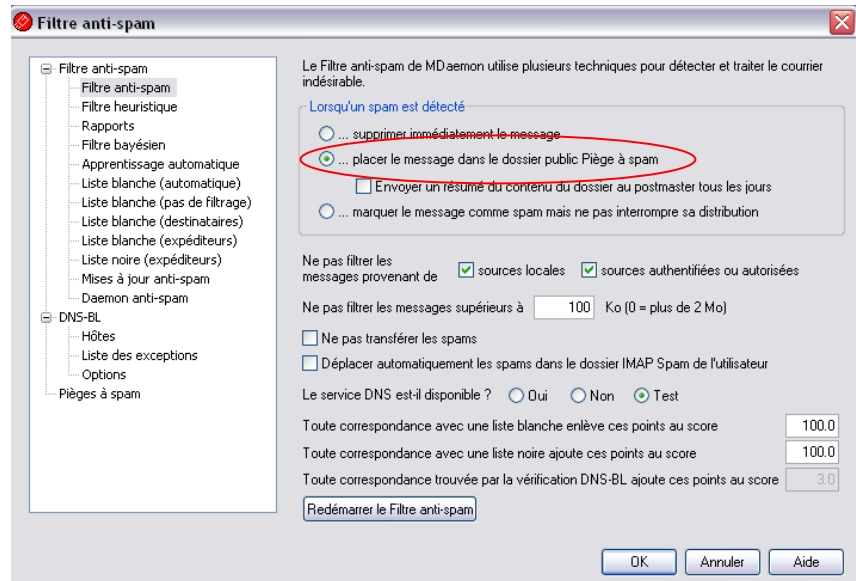 Filtre anti-spam
Filtre anti-spam
Filtre anti-spam
Filtre heuristique
Rapports
Filtre bayésien
Apprentissage automatique
Liste blanche (automatique)
Liste blanche (pas de filtrage)
Liste blanche (destinataires)
Liste blanche (expéditeurs)
Liste noire (expéditeurs)
Mises à jour anti-spam
Daemon anti-spam
DNS-BL
Hôtes
Liste des exceptions
Options
Pièges à spam
Le Filtre anti-spam de MDaemon utilise plusieurs techniques pour détecter et traiter le courrier
indésirable.
Lorsqu'un spam est détecté
... supprimer immédiatement le message
... placer le message dans le dossier public Piège à spam
Envoyer un résumé du contenu du dossier au postmaster tous les jours
... marquer le message comme spam mais ne pas interrompre sa distribution
Ne pas filtrer les
messages provenant de sources locales sources authentifiées ou autorisées
Ne pas filtrer les messages supérieurs à 100 Ko (0 = plus de 2 Mo)
Ne pas transférer les spams
Déplacer automatiquement les spams dans le dossier IMAP Spam de l'utilisateur
Le service DNS est-il disponible ? Oui Non Test
Toute correspondance avec une liste blanche enlève ces points au score 100.0
Toute correspondance avec une liste noire ajoute ces points au score 100.0
Toute correspondance trouvée par la vérification DNS-BL ajoute ces points au score 3.0
Redémarrer le Filtre anti-spam
OK Annuler Aide